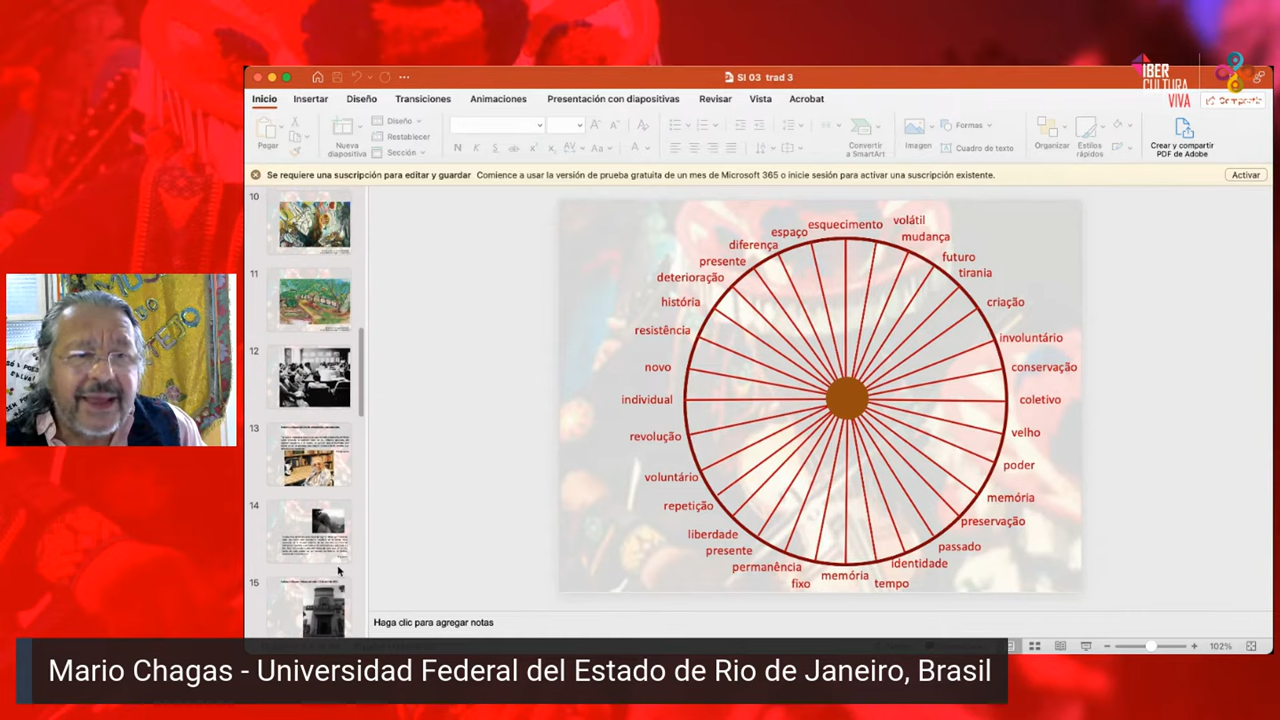 SI 03 trad 3
IBER
CULTURA
VIVA
Inicio Insertar Diseño Transiciones Animaciones Presentación con diapositivas Revisar Vista Acrobat
Pegar
Nueva
diapositiva
Diseño
Restablecer
Sección
Convertir
a SmartArt
Imagen
Formas
Cuadro de texto
Organizar
Estilos
rápidos
Crear y compartir
PDF de Adobe
Se requiere una suscripción para editar y guardar Comience a usar la versión de prueba gratuita de un mes de Microsoft 365 o inicie sesión para activar una suscripción existente. Activar
10
11
12
13
14
15
esquecimento
volátil
mudança
futuro
tirania
criação
involuntário
conservação
coletivo
velho
poder
memória
preservação
passado
identidade
tempo
memória
fixo
permanência
presente
liberdade
repetição
voluntário
revolução
individual
novo
resistência
história
deterioração
presente
diferença
espaço
Haga clic para agregar notas
102%
Mario Chagas - Universidad Federal del Estado de Rio de Janeiro, Brasil